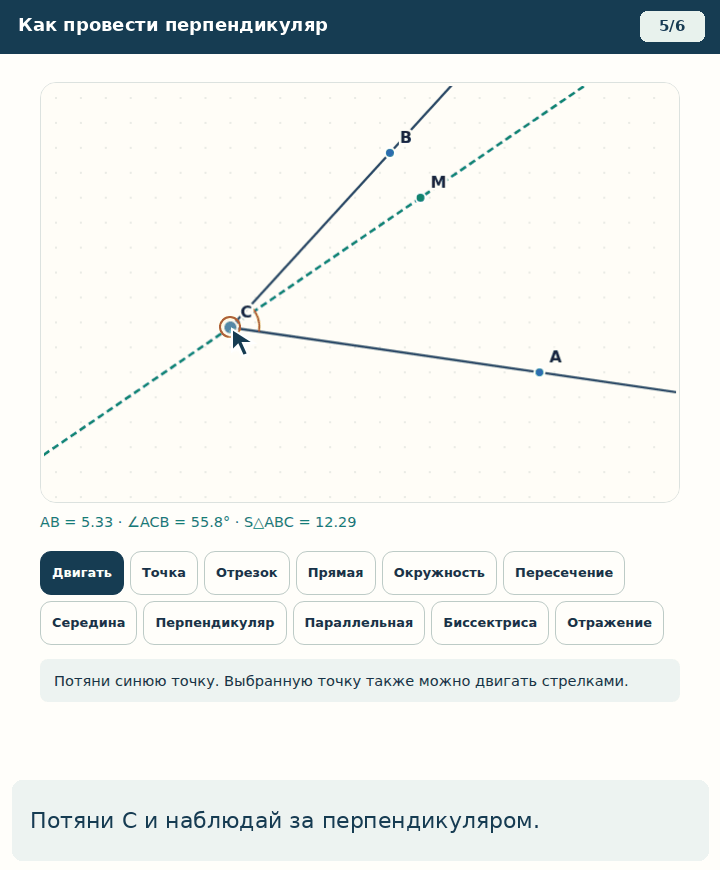 Как провести перпендикуляр
5/6
B
M
C
A
AB = 5.33 · ∠ACB = 55.8° · S△ABC = 12.29
Двигать Точка Отрезок Прямая Окружность Пересечение
Середина Перпендикуляр Параллельная Биссектриса Отражение
Потяни синюю точку. Выбранную точку также можно двигать стрелками.
Потяни C и наблюдай за перпендикуляром.